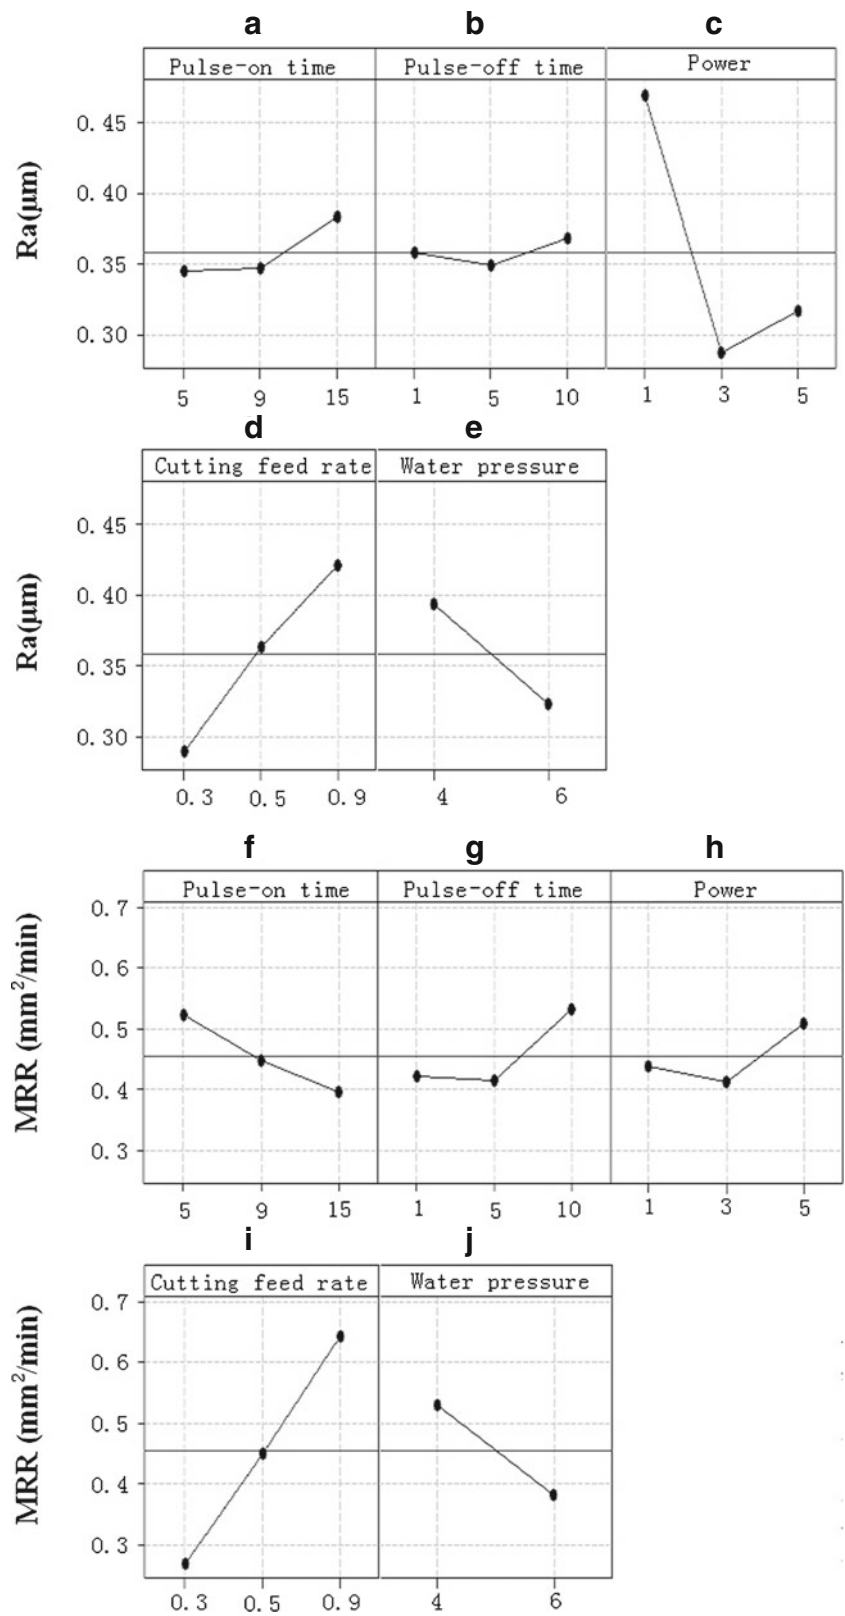 a b c
Pulse-on time Pulse-off time Power
0.45
0.40
0.35
0.30
Ra(μm)
5 9 15 1 5 10 1 3 5
d e
Cutting feed rate Water pressure
0.45
0.40
0.35
0.30
Ra(μm)
0.3 0.5 0.9 4 6
f g h
Pulse-on time Pulse-off time Power
0.7
0.6
0.5
0.4
0.3
MRR (mm²/min)
5 9 15 1 5 10 1 3 5
i j
Cutting feed rate Water pressure
0.7
0.6
0.5
0.4
0.3
MRR (mm²/min)
0.3 0.5 0.9 4 6